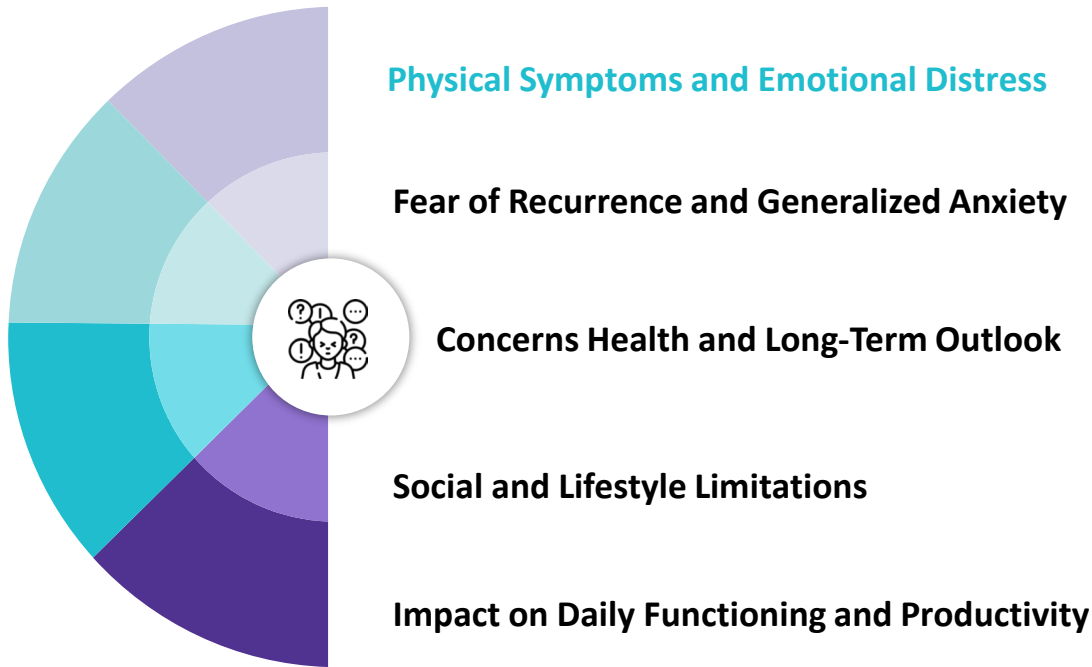 Physical Symptoms and Emotional Distress
Fear of Recurrence and Generalized Anxiety
Concerns Health and Long-Term Outlook
Social and Lifestyle Limitations
Impact on Daily Functioning and Productivity